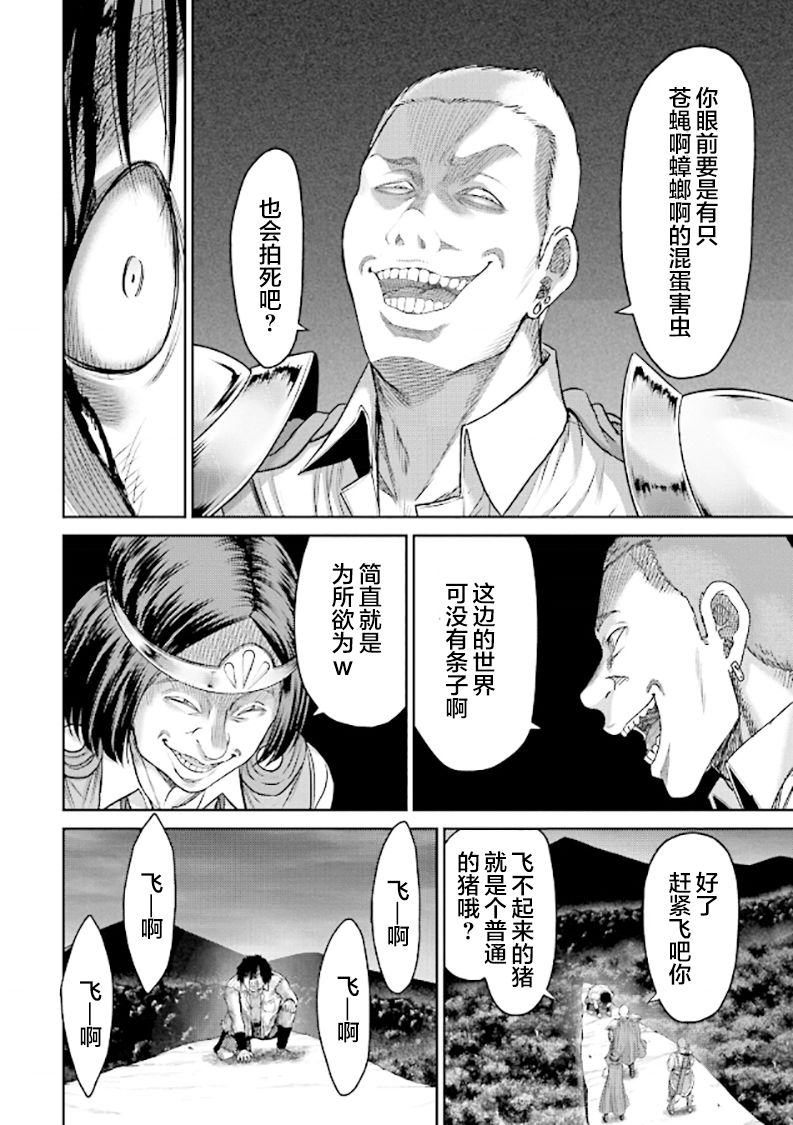 你眼前要是有只
苍蝇啊蟑螂啊的混蛋害虫
也会拍死吧？
这边的世界
可没有条子啊
简直就是
为所欲为w
好了
赶紧飞吧你
飞不起来的猪
就是个普通
的猪哦？
飞—啊
飞—啊
飞—啊
飞—啊